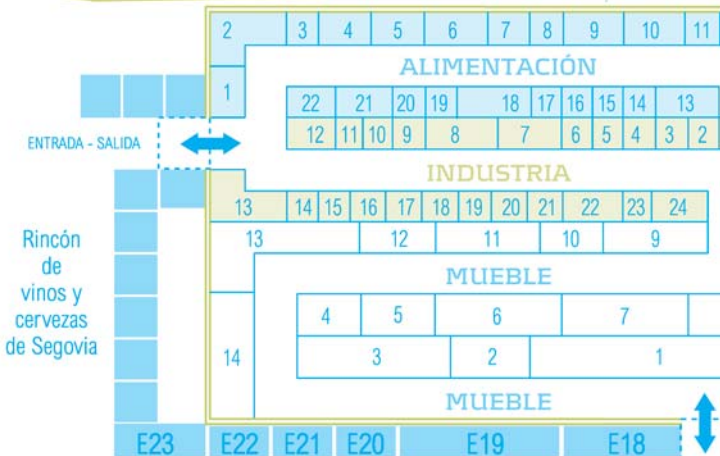 2 3 4 5 6 7 8 9 10 11
ALIMENTACIÓN
1
22 21 20 19 18 17 16 15 14 13
12 11 10 9 8 7 6 5 4 3 2
ENTRADA - SALIDA
INDUSTRIA
13 14 15 16 17 18 19 20 21 22 23 24
13 12 11 10 9
Rincón
de
vinos y
cervezas
de Segovia
MUEBLE
4 5 6 7
14 3 2 1
MUEBLE
E23 E22 E21 E20 E19 E18